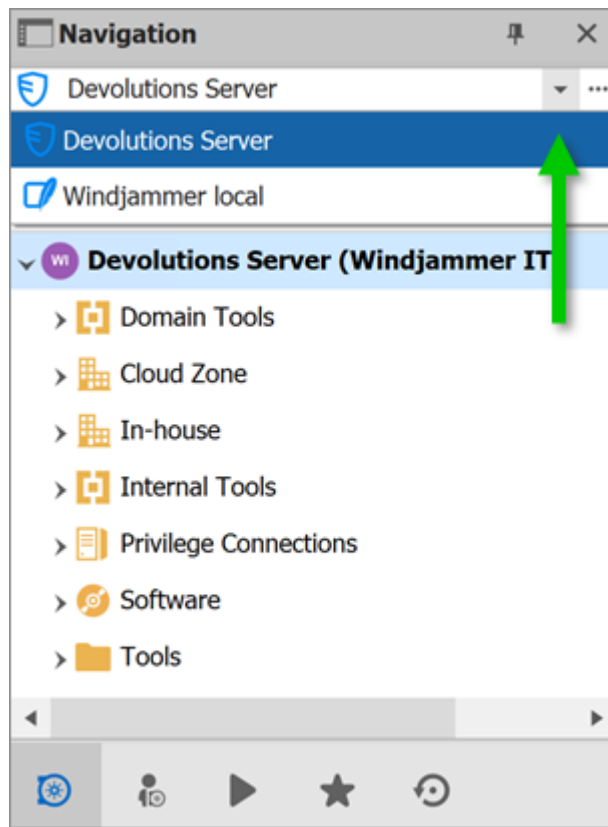 Navigation
Devolutions Server
Devolutions Server
Windjammer local
WI Devolutions Server (Windjammer IT
Domain Tools
Cloud Zone
In-house
Internal Tools
Privilege Connections
Software
Tools